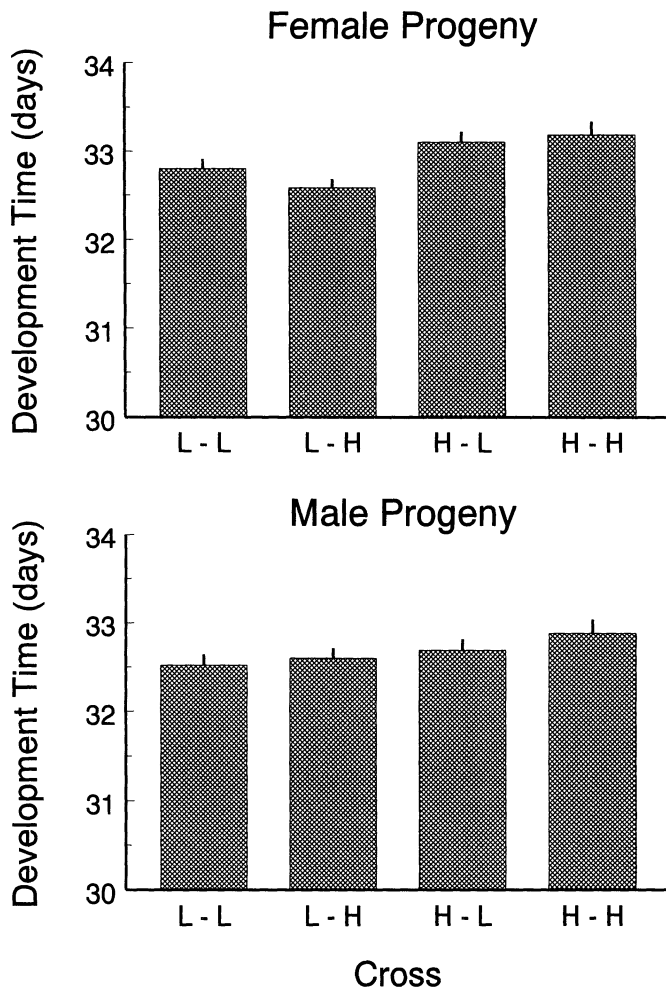 Female Progeny
Development Time (days)
34
33
32
31
30
L - L L - H H - L H - H
Male Progeny
Development Time (days)
34
33
32
31
30
L - L L - H H - L H - H
Cross